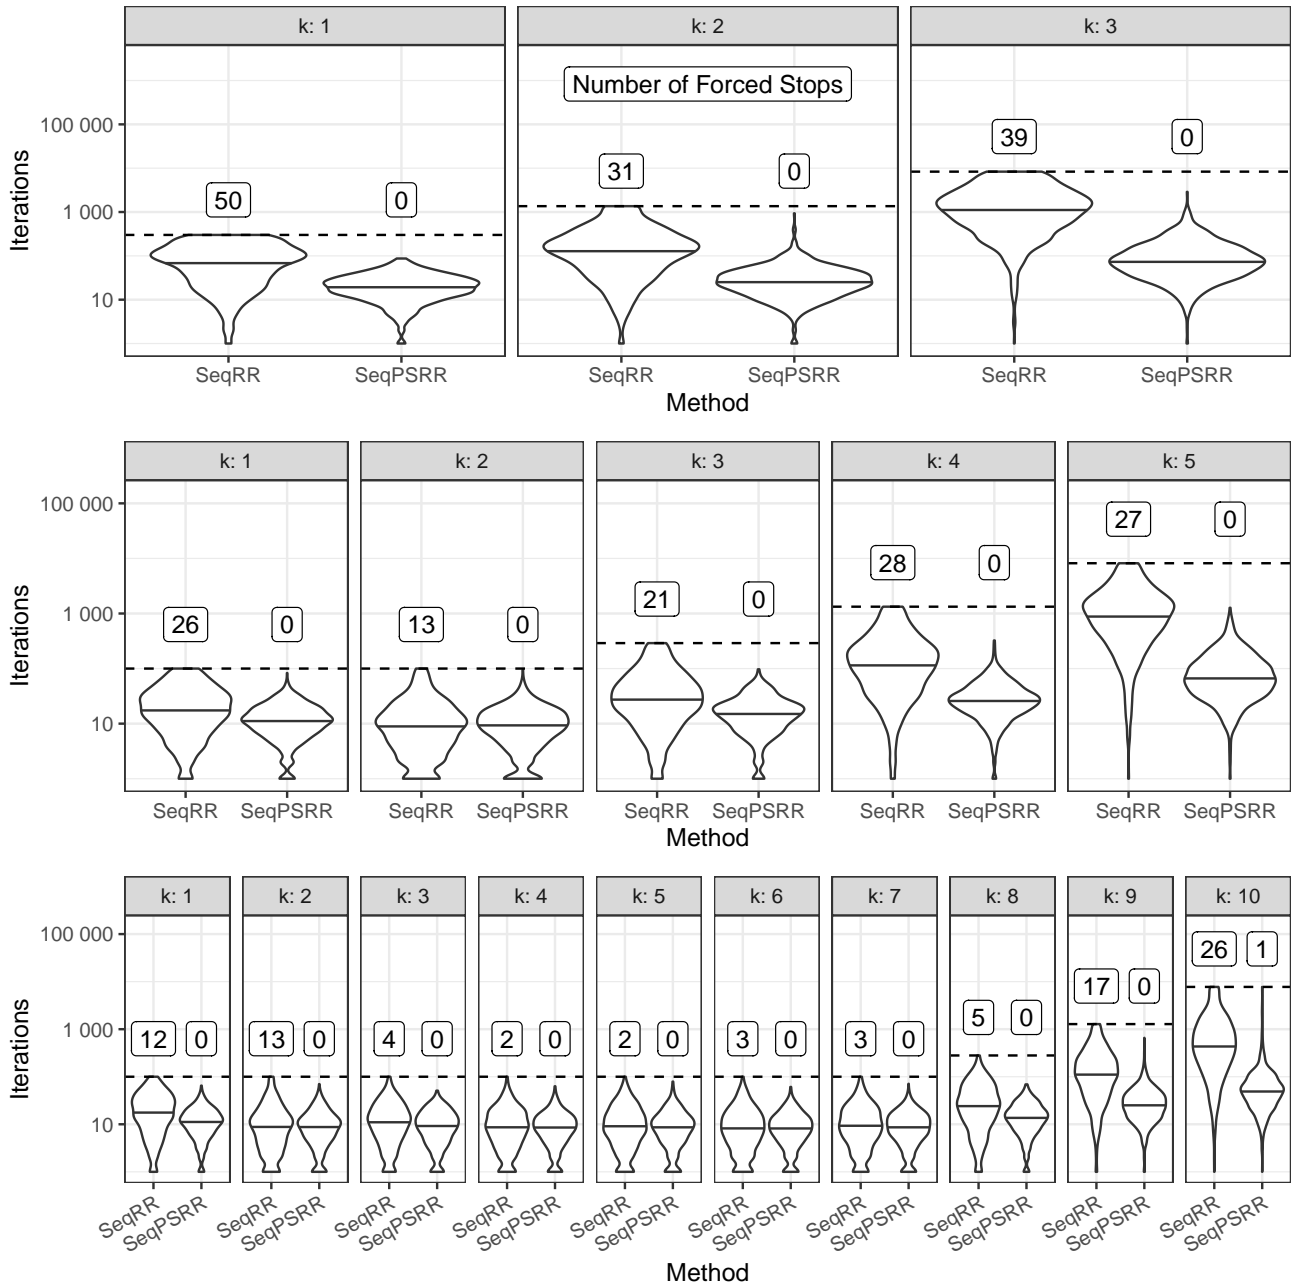 k: 1 k: 2 k: 3
Number of Forced Stops
100 000
39 0
31 0
50 0
1 000
Iterations
10
SeqRR SeqPSRR SeqRR SeqPSRR SeqRR SeqPSRR
Method
k: 1 k: 2 k: 3 k: 4 k: 5
100 000
27 0
28 0
21 0
1 000
26 0 13 0
Iterations
10
SeqRR SeqPSRR SeqRR SeqPSRR SeqRR SeqPSRR SeqRR SeqPSRR SeqRR SeqPSRR
Method
k: 1 k: 2 k: 3 k: 4 k: 5 k: 6 k: 7 k: 8 k: 9 k: 10
100 000
26 1
17 0
5 0
1 000
12 0 13 0 4 0 2 0 2 0 3 0 3 0
Iterations
10
SeqRR SeqPSRR SeqRR SeqPSRR SeqRR SeqPSRR SeqRR SeqPSRR SeqRR SeqPSRR SeqRR SeqPSRR SeqRR SeqPSRR SeqRR SeqPSRR SeqRR SeqPSRR SeqRR SeqPSRR
Method